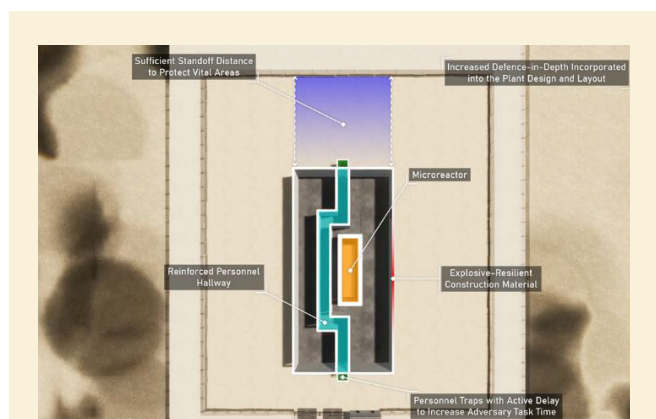 Sufficient Standoff Distance
to Protect Vital Areas
Increased Defence-in-Depth Incorporated
into the Plant Design and Layout
Microreactor
Reinforced Personnel
Hallway
Explosive-Resilient
Construction Material
Personnel Traps with Active Delay
to Increase Adversary Task Time